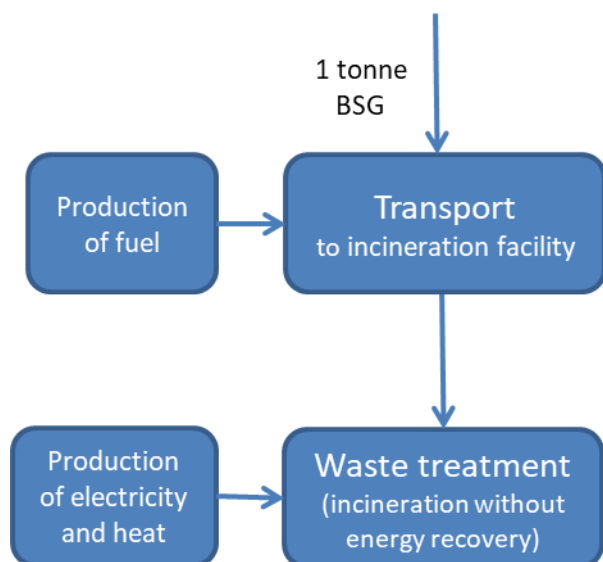 1 tonne
BSG
Production
of fuel
Transport
to incineration facility
Production
of electricity
and heat
Waste treatment
(incineration without
energy recovery)